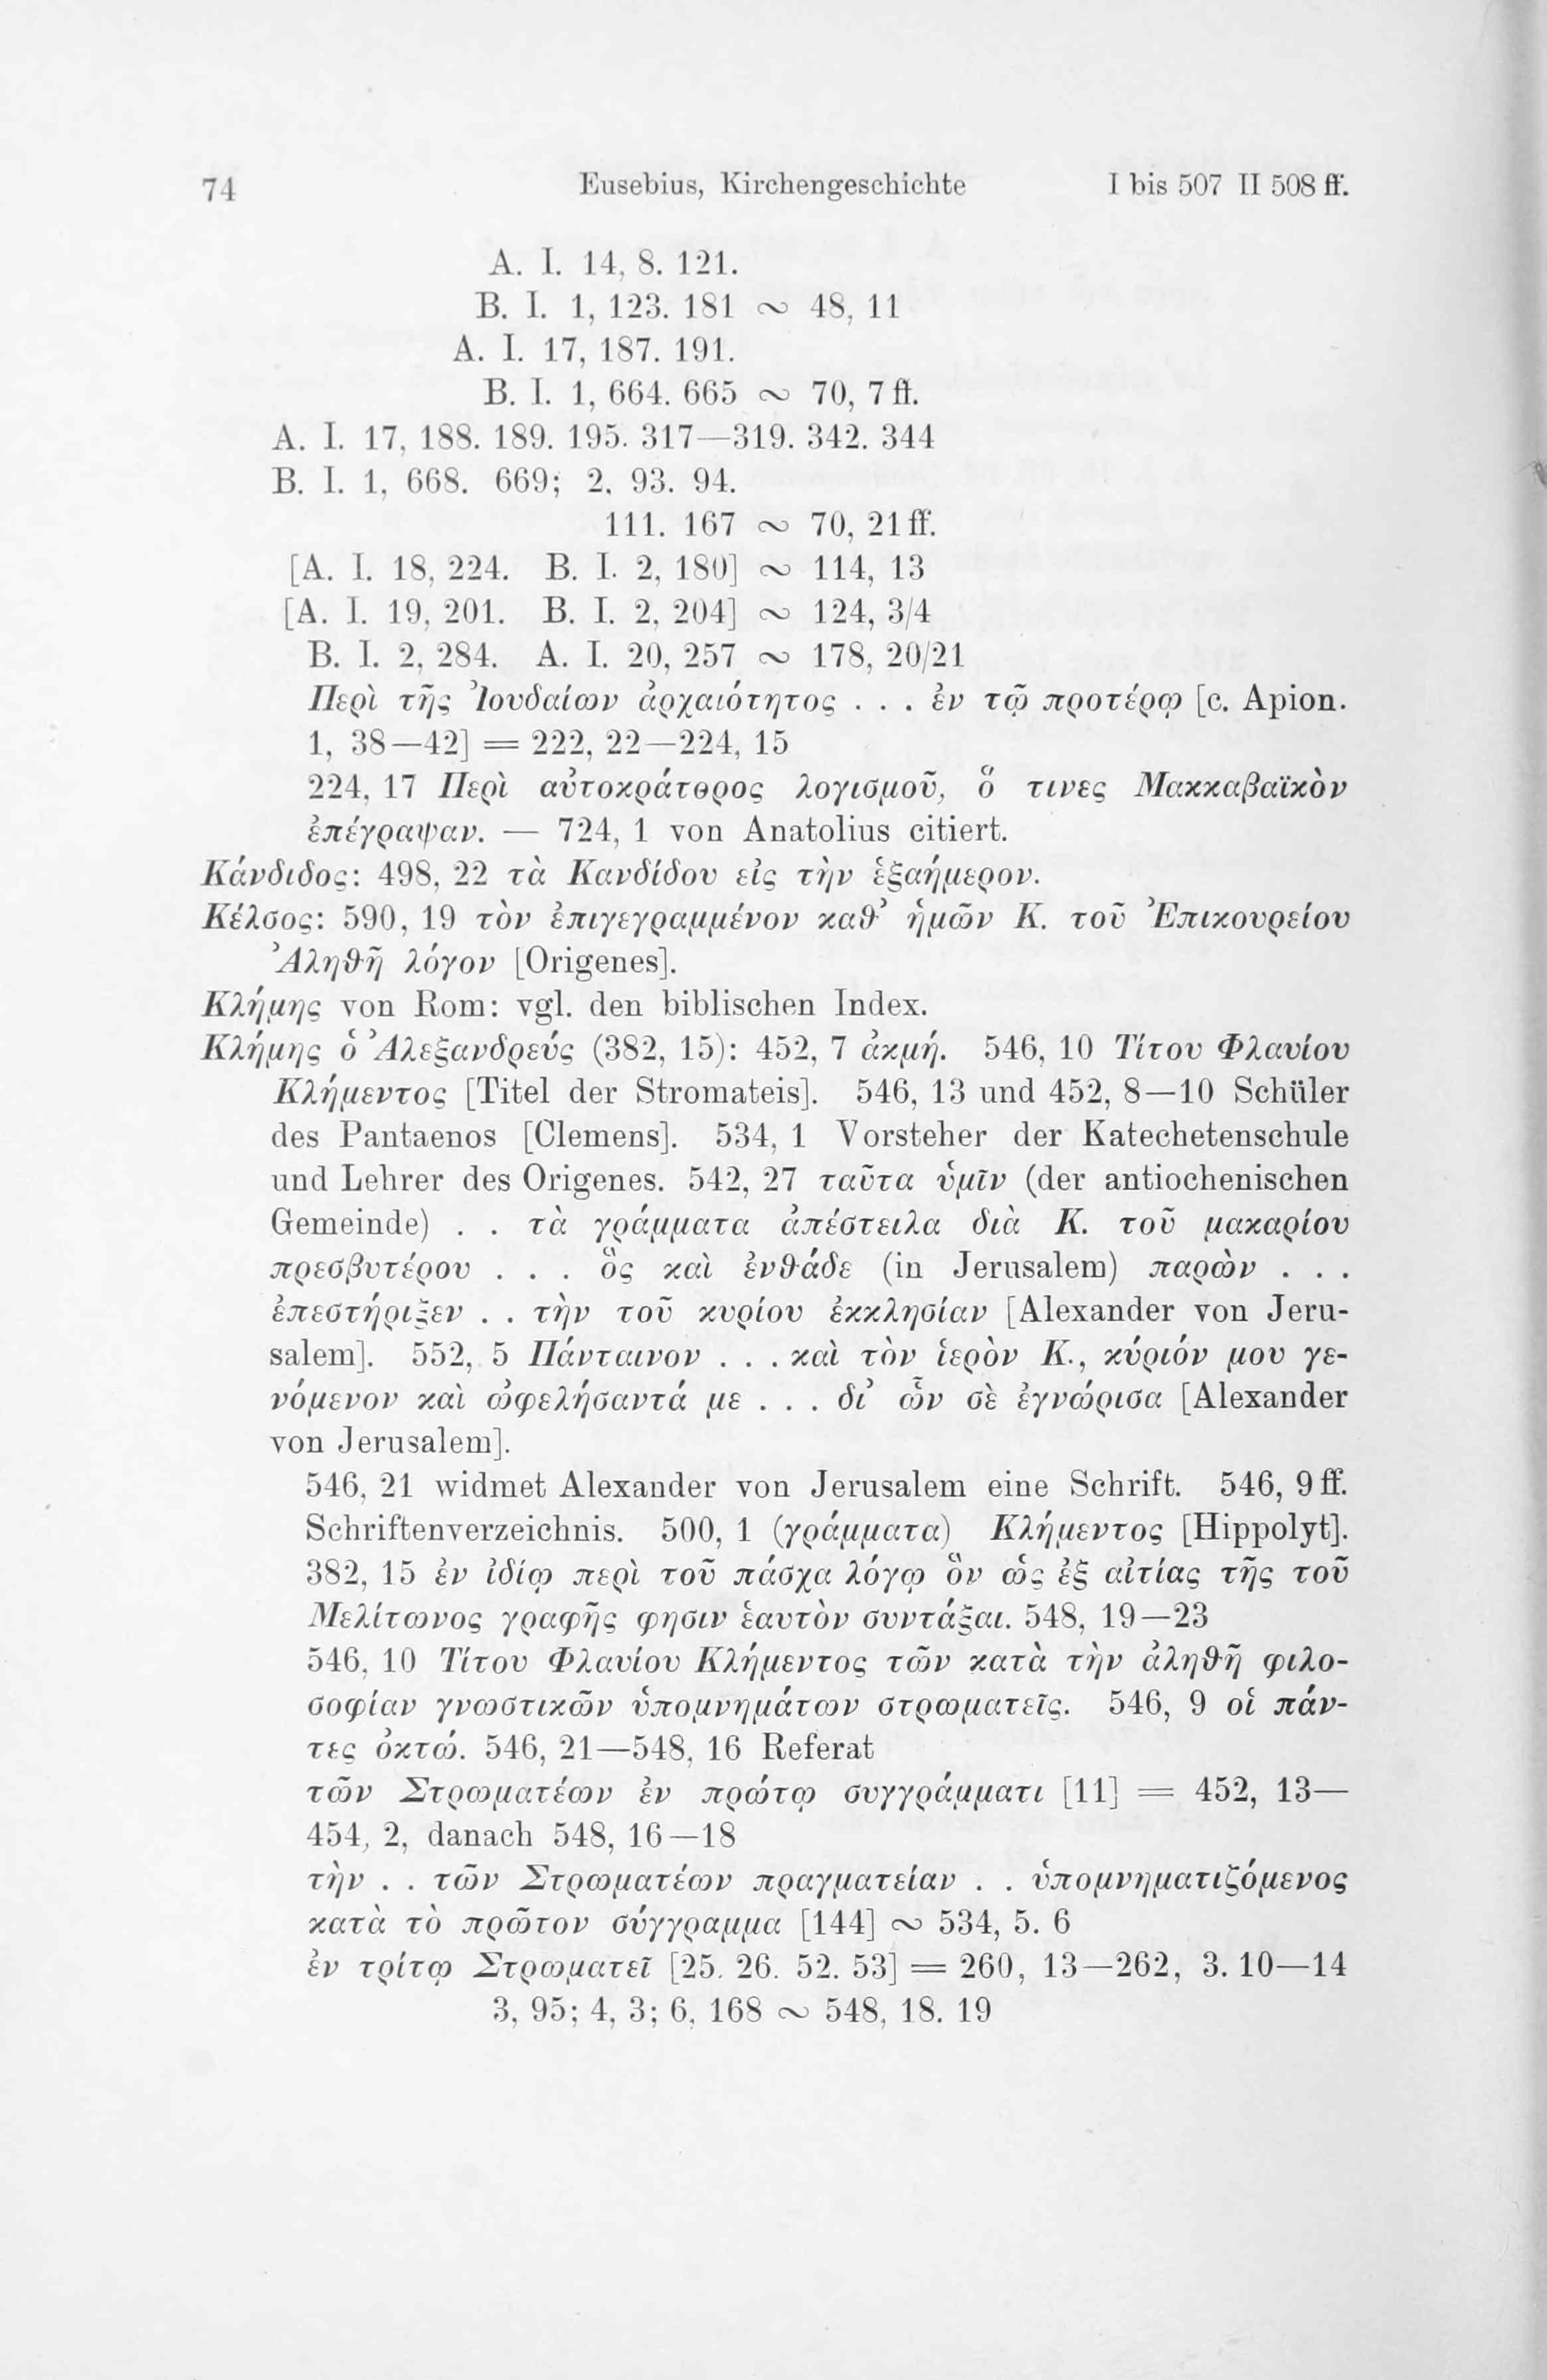 74 Eusebius, Kirchengeschichte I bis 507 II 508 ff.
A. I. 14, 8. 121.
B. I. 1, 123. 181 ∾ 48, 11
A. I. 17, 187. 191.
B. I. 1, 664. 665 ∾ 70, 7 ff.
A. I. 17, 188. 189. 195. 317—319. 342. 344
B. I. 1, 668. 669; 2, 93. 94.
111. 167 ∾ 70, 21 ff.
[A. I. 18, 224. B. I. 2, 180] ∾ 114, 13
[A. I. 19, 201. B. I. 2, 204] ∾ 124, 3/4
B. I. 2, 284. A. I. 20, 257 ∾ 178, 20/21
Περὶ τῆς Ἰουδαίων ἀρχαιότητος . . . ἐν τῷ προτέρῳ [c. Apion.
1, 38—42] = 222, 22—224, 15
224, 17 Περὶ αὐτοκράτορος λογισμοῦ, ὅ τινες Μακκαβαϊκὸν
ἐπέγραψαν. — 724, 1 von Anatolius citiert.
Κάνδιδος: 498, 22 τὰ Κανδίδου εἰς τὴν ἑξαήμερον.
Κέλσος: 590, 19 τὸν ἐπιγεγραμμένον καθ᾽ ἡμῶν Κ. τοῦ Ἐπικουρείου
Ἀληθῆ λόγον [Origenes].
Κλήμης von Rom: vgl. den biblischen Index.
Κλήμης ὁ Ἀλεξανδρεύς (382, 15): 452, 7 ἀκμή. 546, 10 Τίτου Φλαυίου
Κλήμεντος [Titel der Stromateis]. 546, 13 und 452, 8—10 Schüler
des Pantaenos [Clemens]. 534, 1 Vorsteher der Katechetenschule
und Lehrer des Origenes. 542, 27 ταῦτα ὑμῖν (der antiochenischen
Gemeinde) . . τὰ γράμματα ἀπέστειλα διὰ Κ. τοῦ μακαρίου
πρεσβυτέρου . . . ὃς καὶ ἐνθάδε (in Jerusalem) παρὼν . . .
ἐπεστήριξεν . . τὴν τοῦ κυρίου ἐκκλησίαν [Alexander von Jeru-
salem]. 552, 5 Πάνταινον . . . καὶ τὸν ἱερὸν Κ., κύριόν μου γε-
νόμενον καὶ ὠφελήσαντά με . . . δι᾽ ὧν σὲ ἐγνώρισα [Alexander
von Jerusalem].
546, 21 widmet Alexander von Jerusalem eine Schrift. 546, 9 ff.
Schriftenverzeichnis. 500, 1 (γράμματα) Κλήμεντος [Hippolyt].
382, 15 ἐν ἰδίῳ περὶ τοῦ πάσχα λόγῳ ὃν ὡς ἐξ αἰτίας τῆς τοῦ
Μελίτωνος γραφῆς φησιν ἑαυτὸν συντάξαι. 548, 19—23
546, 10 Τίτου Φλαυίου Κλήμεντος τῶν κατὰ τὴν ἀληθῆ φιλο-
σοφίαν γνωστικῶν ὑπομνημάτων στρωματεῖς. 546, 9 οἱ πάν-
τες ὀκτώ. 546, 21—548, 16 Referat
τῶν Στρωματέων ἐν πρώτῳ συγγράμματι [11] = 452, 13—
454, 2, danach 548, 16—18
τὴν . . τῶν Στρωματέων πραγματείαν . . ὑπομνηματιζόμενος
κατὰ τὸ πρῶτον σύγγραμμα [144] ∾ 534, 5. 6
ἐν τρίτῳ Στρωματεῖ [25. 26. 52. 53] = 260, 13—262, 3. 10—14
3, 95; 4, 3; 6, 168 ∾ 548, 18. 19